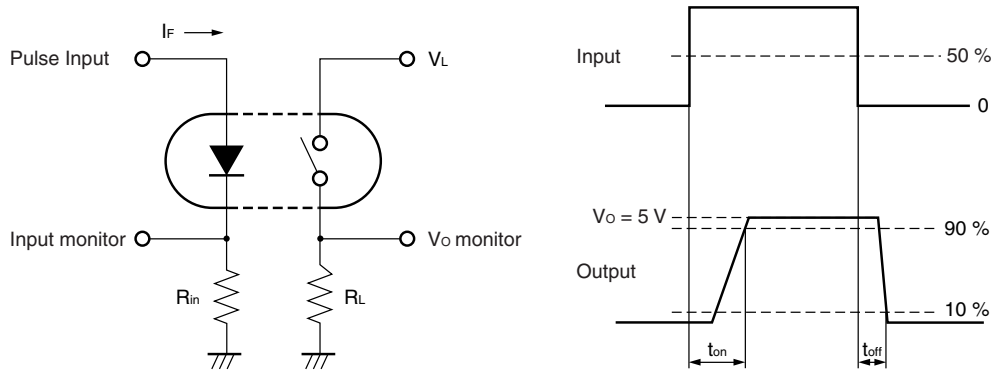 IF
Pulse Input
VL
Input monitor
VO monitor
Rin
RL
Input
50 %
0
VO = 5 V
90 %
Output
10 %
ton
toff